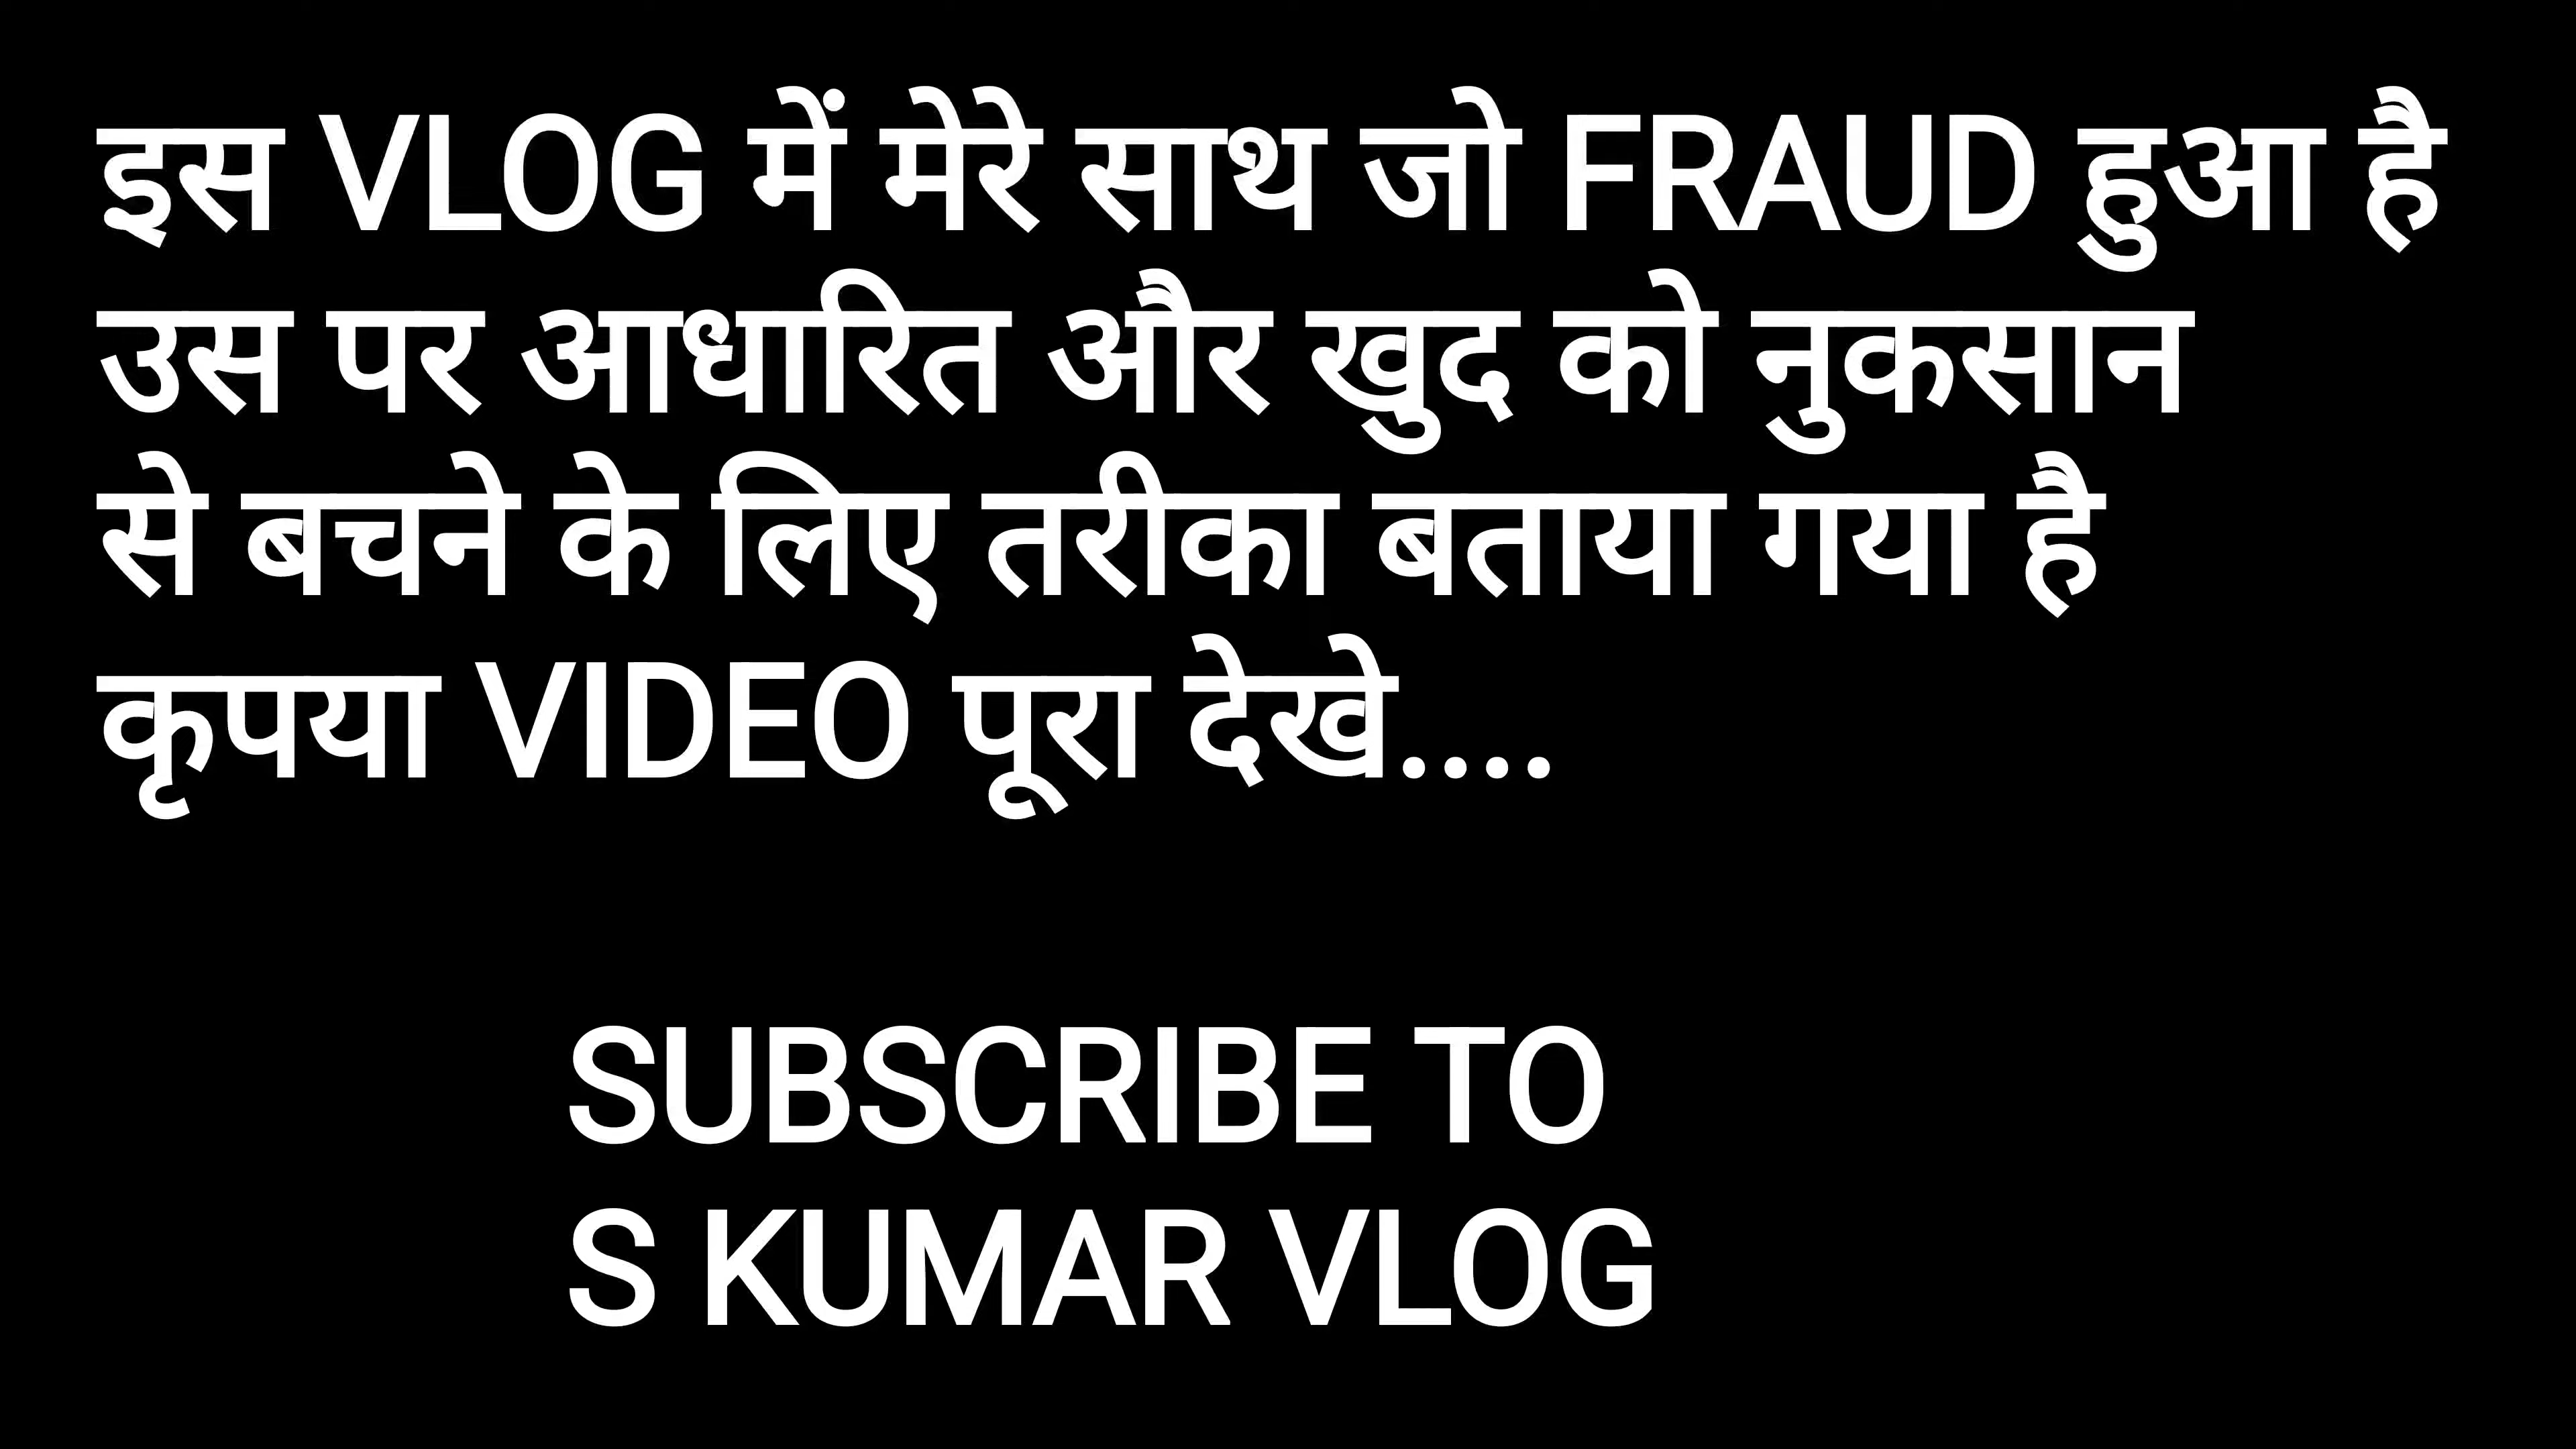 इस VLOG में मेरे साथ जो FRAUD हुआ है
उस पर आधारित और खुद को नुकसान
से बचने के लिए तरीका बताया गया है
कृपया VIDEO पूरा देखे....
SUBSCRIBE TO
S KUMAR VLOG